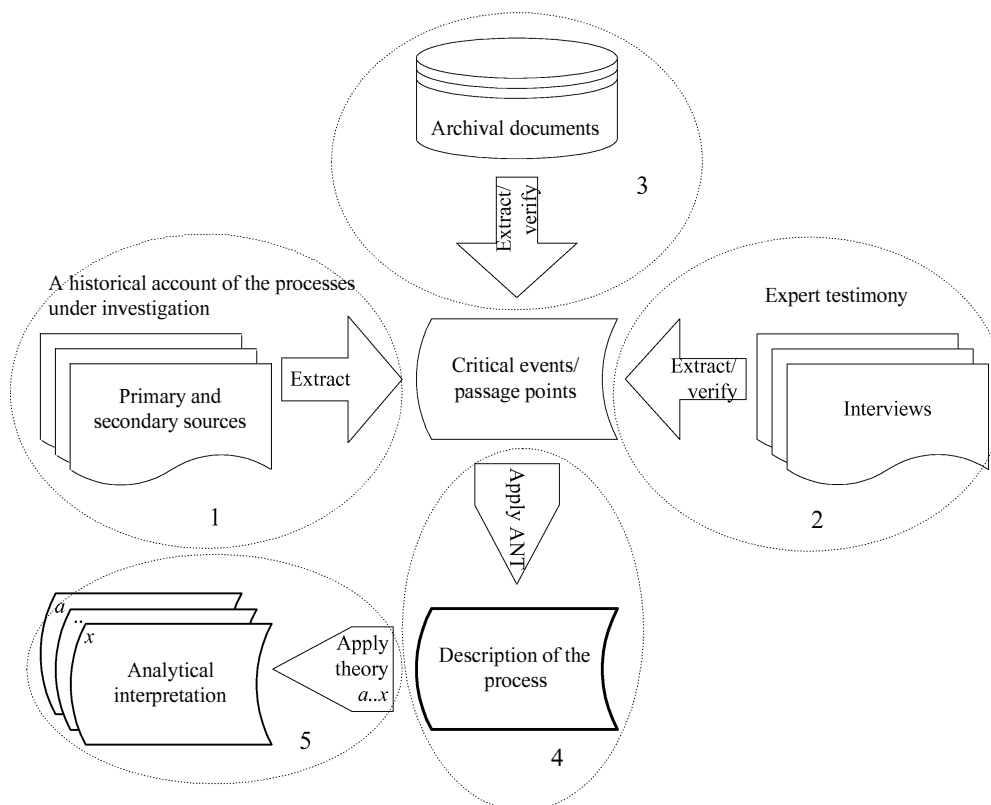 Archival documents
3
Extract/
verify
A historical account of the processes
under investigation
Primary and
secondary sources
Extract
1
Critical events/
passage points
Expert testimony
Extract/
verify
Interviews
2
Apply ANT
Description of the
process
4
Apply
theory
a..x
a
..
x
Analytical
interpretation
5